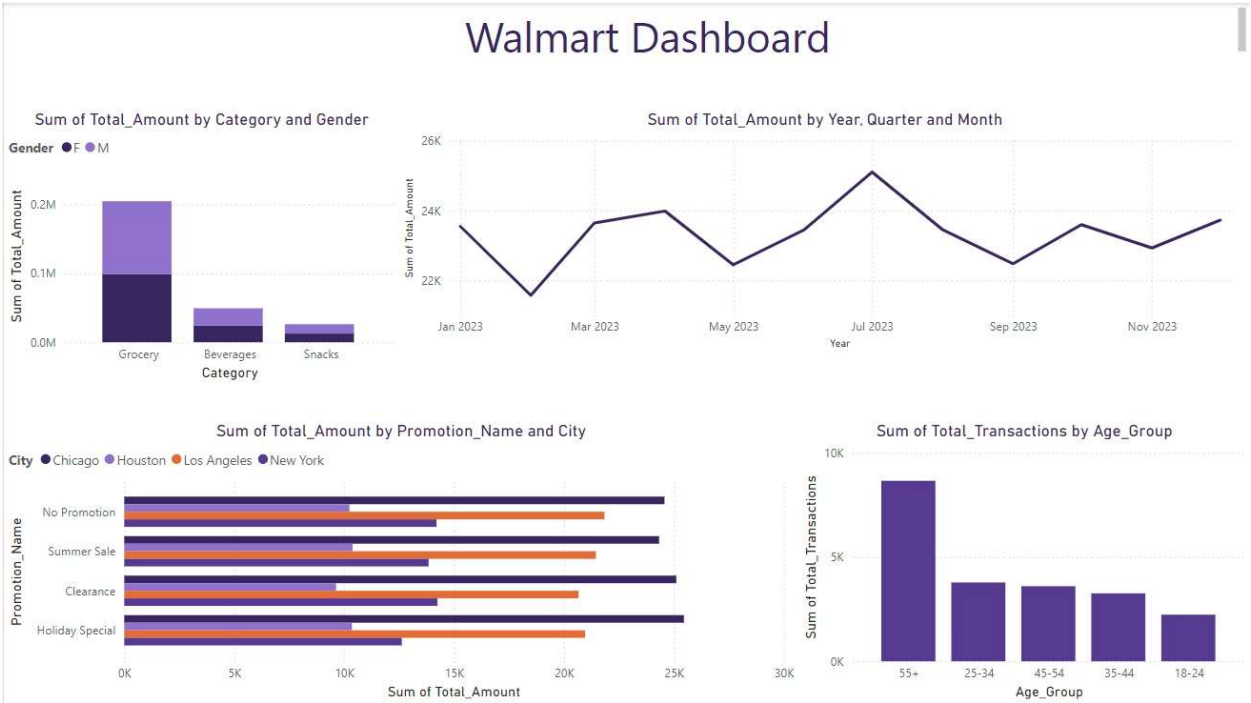 Walmart Dashboard
Sum of Total_Amount by Category and Gender
Gender F M
Sum of Total_Amount
0.2M
0.1M
0.0M
Grocery Beverages Snacks
Category
Sum of Total_Amount by Year, Quarter and Month
Sum of Total_Amount
26K
24K
22K
Jan 2023 Mar 2023 May 2023 Jul 2023 Sep 2023 Nov 2023
Year
Sum of Total_Amount by Promotion_Name and City
City Chicago Houston Los Angeles New York
Promotion_Name
No Promotion
Summer Sale
Clearance
Holiday Special
0K 5K 10K 15K 20K 25K 30K
Sum of Total_Amount
Sum of Total_Transactions by Age_Group
Sum of Total_Transactions
10K
5K
0K
55+ 25-34 45-54 35-44 18-24
Age_Group